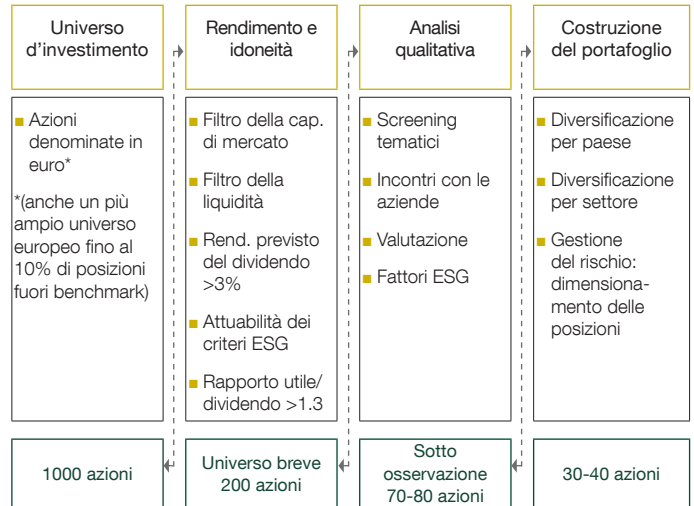 Universo
d'investimento
Rendimento e
idoneità
Analisi
qualitativa
Costruzione
del portafoglio
Azioni
denominate in
euro*
*(anche un più
ampio universo
europeo fino al
10% di posizioni
fuori benchmark)
Filtro della cap.
di mercato
Filtro della
liquidità
Rend. previsto
del dividendo
>3%
Attuabilità dei
criteri ESG
Rapporto utile/
dividendo >1.3
Screening
tematici
Incontri con le
aziende
Valutazione
Fattori ESG
Diversificazione
per paese
Diversificazione
per settore
Gestione
del rischio:
dimensiona-
mento delle
posizioni
1000 azioni
Universo breve
200 azioni
Sotto
osservazione
70-80 azioni
30-40 azioni